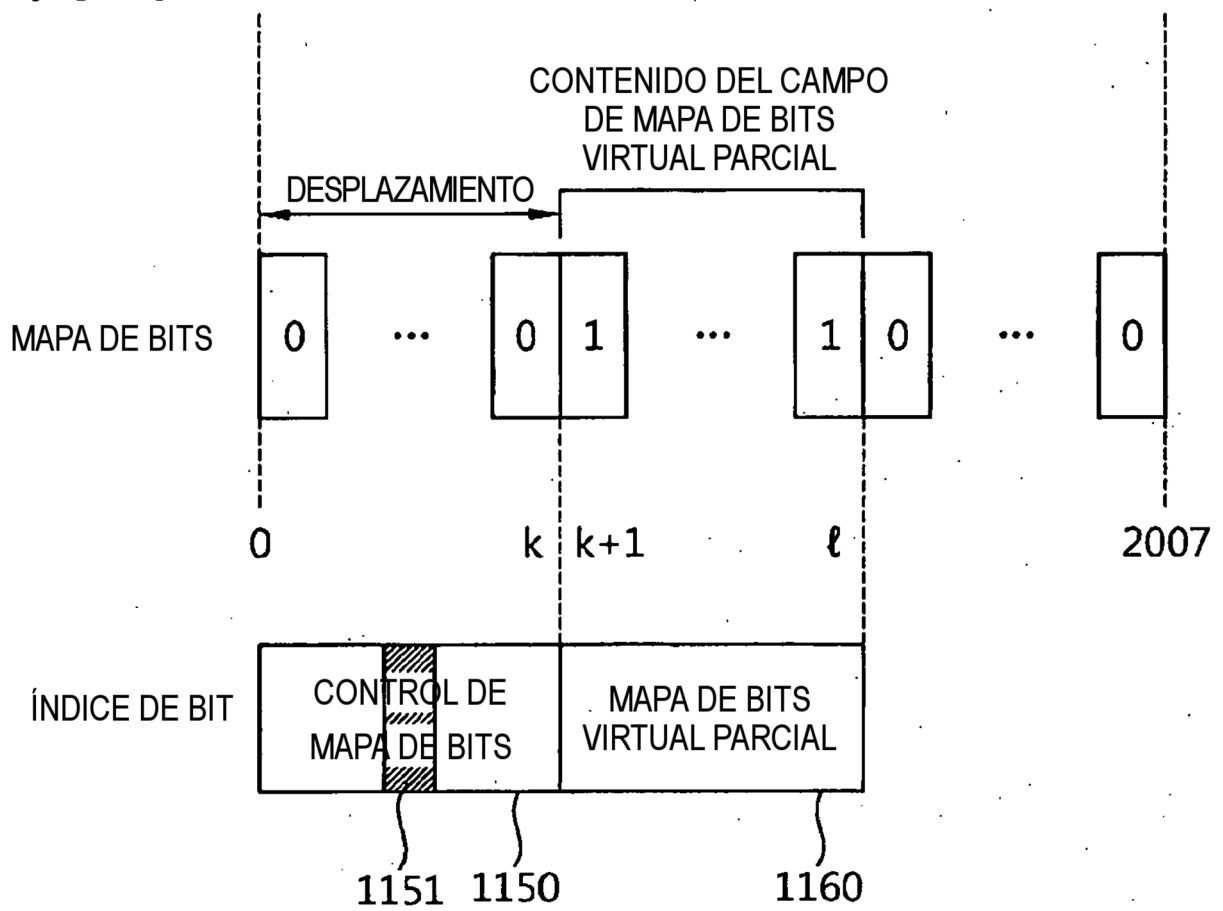 CONTENIDO DEL CAMPO
DE MAPA DE BITS
VIRTUAL PARCIAL
DESPLAZAMIENTO
MAPA DE BITS 0 ... 0 1 ... 1 0 ... 0
0 k k+1 ℓ 2007
ÍNDICE DE BIT
CONTROL DE
MAPA DE BITS
MAPA DE BITS
VIRTUAL PARCIAL
1151 1150 1160